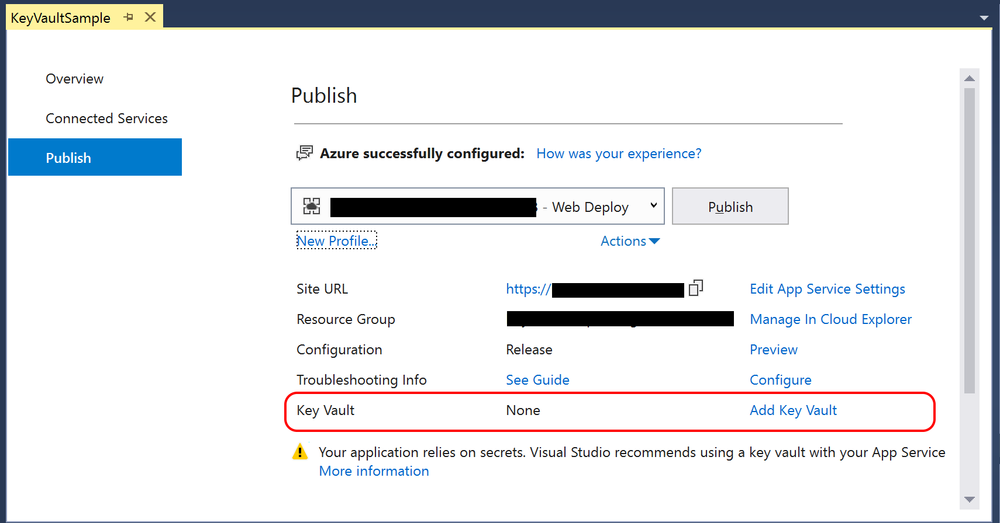 KeyVaultSample
Overview
Connected Services
Publish
Publish
Azure successfully configured: How was your experience?
- Web Deploy
Publish
New Profile...
Actions
Site URL https:// Edit App Service Settings
Resource Group Manage In Cloud Explorer
Configuration Release Preview
Troubleshooting Info See Guide Configure
Key Vault None Add Key Vault
Your application relies on secrets. Visual Studio recommends using a key vault with your App Service
More information